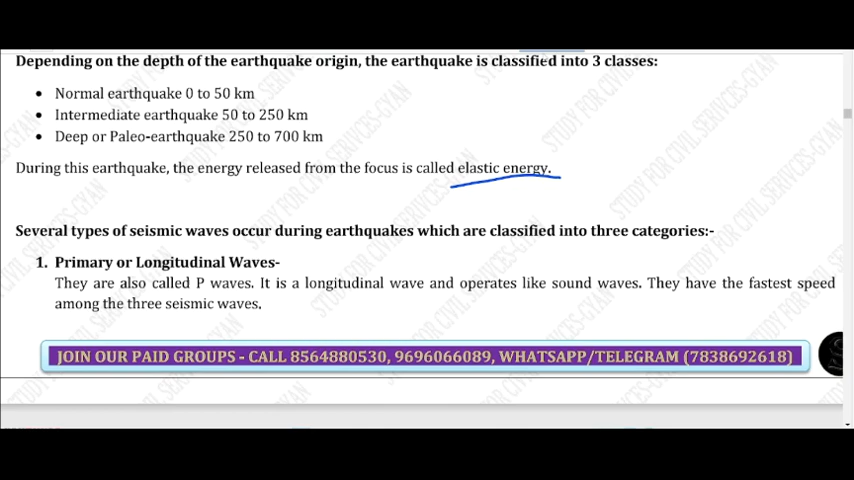 Depending on the depth of the earthquake origin, the earthquake is classified into 3 classes:
• Normal earthquake 0 to 50 km
• Intermediate earthquake 50 to 250 km
• Deep or Paleo-earthquake 250 to 700 km
During this earthquake, the energy released from the focus is called elastic energy.
Several types of seismic waves occur during earthquakes which are classified into three categories:-
1. Primary or Longitudinal Waves-
They are also called P waves. It is a longitudinal wave and operates like sound waves. They have the fastest speed
among the three seismic waves.
JOIN OUR PAID GROUPS - CALL 8564880530, 9696066089, WHATSAPP/TELEGRAM (7838692618)
STUDY FOR CIVIL SERIVCES-GYAN